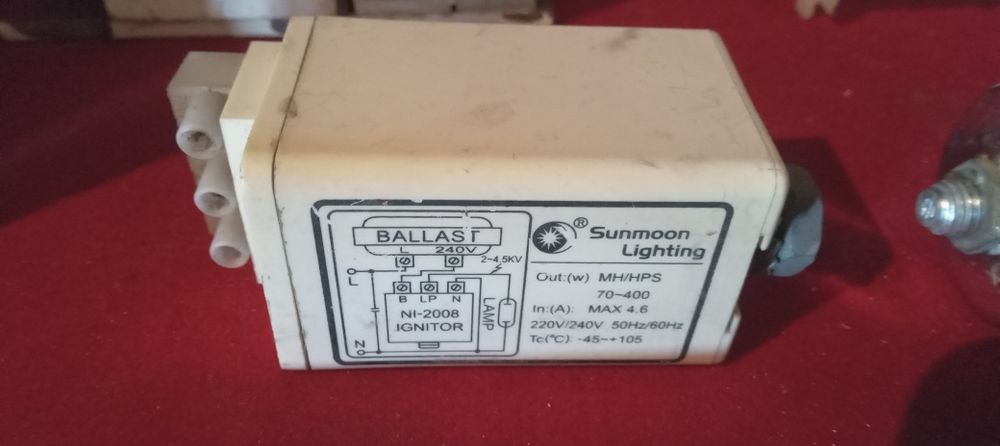 BALLAST
L 240V
2~4.5KV
L
B LP N
NI-2008
IGNITOR
LAMP
N
® Sunmoon
Lighting
Out:(w) MH/HPS
70~400
In:(A): MAX 4.6
220V/240V 50Hz/60Hz
Tc(℃): -45~+105